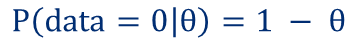 P(data = 0|θ) = 1 − θ